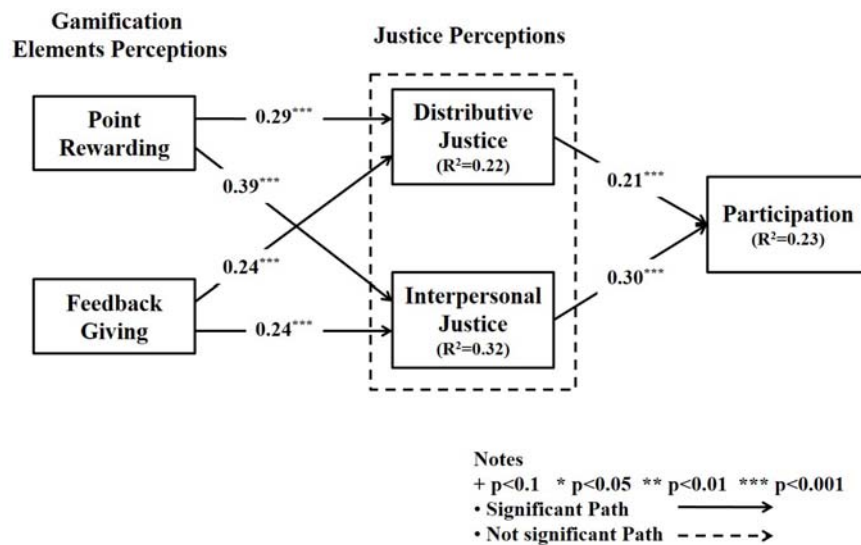 Gamification
Elements Perceptions
Justice Perceptions
Point
Rewarding
0.29***
Distributive
Justice
(R²=0.22)
0.39***
0.21***
Participation
(R²=0.23)
0.24***
0.30***
Feedback
Giving
0.24***
Interpersonal
Justice
(R²=0.32)
Notes
+ p<0.1 * p<0.05 ** p<0.01 *** p<0.001
• Significant Path
• Not significant Path